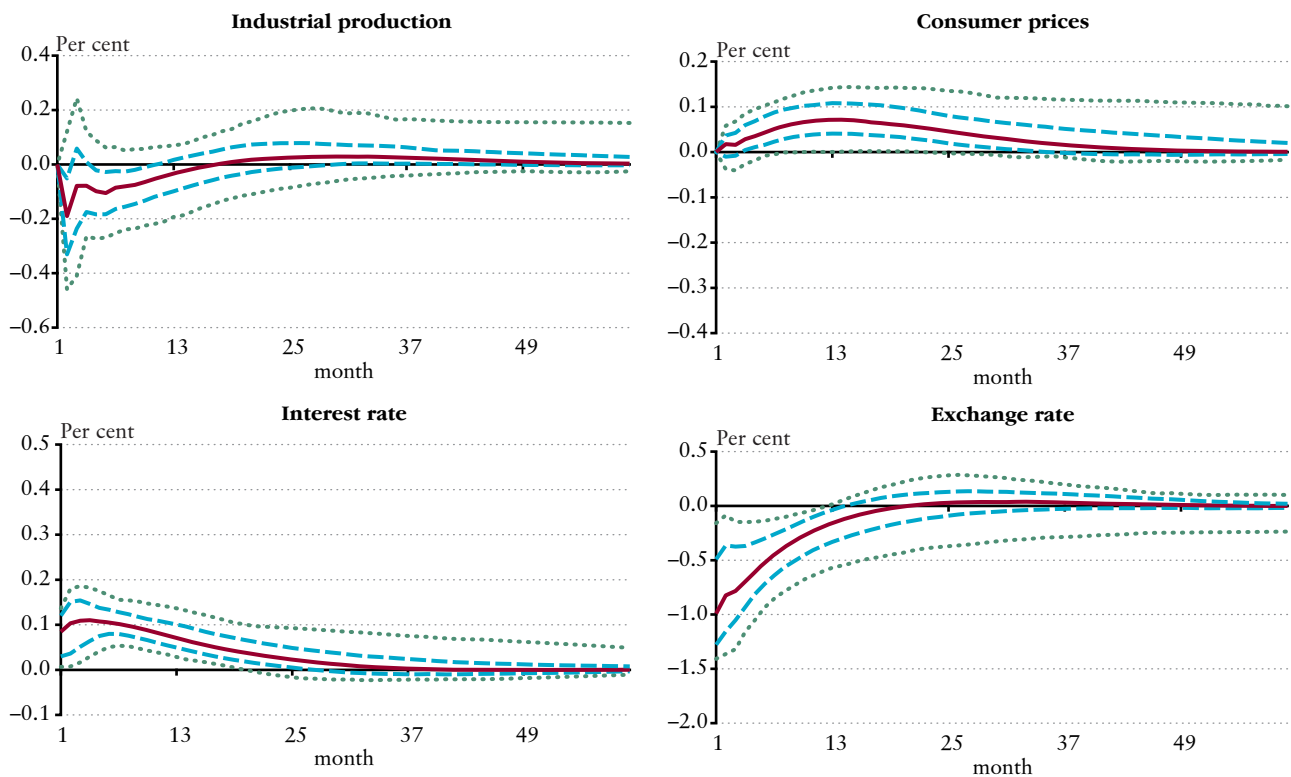 Industrial production
Per cent
0.4
0.2
0.0
–0.2
–0.4
–0.6
1 13 25 37 49
month
Consumer prices
Per cent
0.2
0.1
0.0
–0.1
–0.2
–0.3
–0.4
1 13 25 37 49
month
Interest rate
Per cent
0.5
0.4
0.3
0.2
0.1
0.0
–0.1
1 13 25 37 49
month
Exchange rate
Per cent
0.5
0.0
–0.5
–1.0
–1.5
–2.0
1 13 25 37 49
month